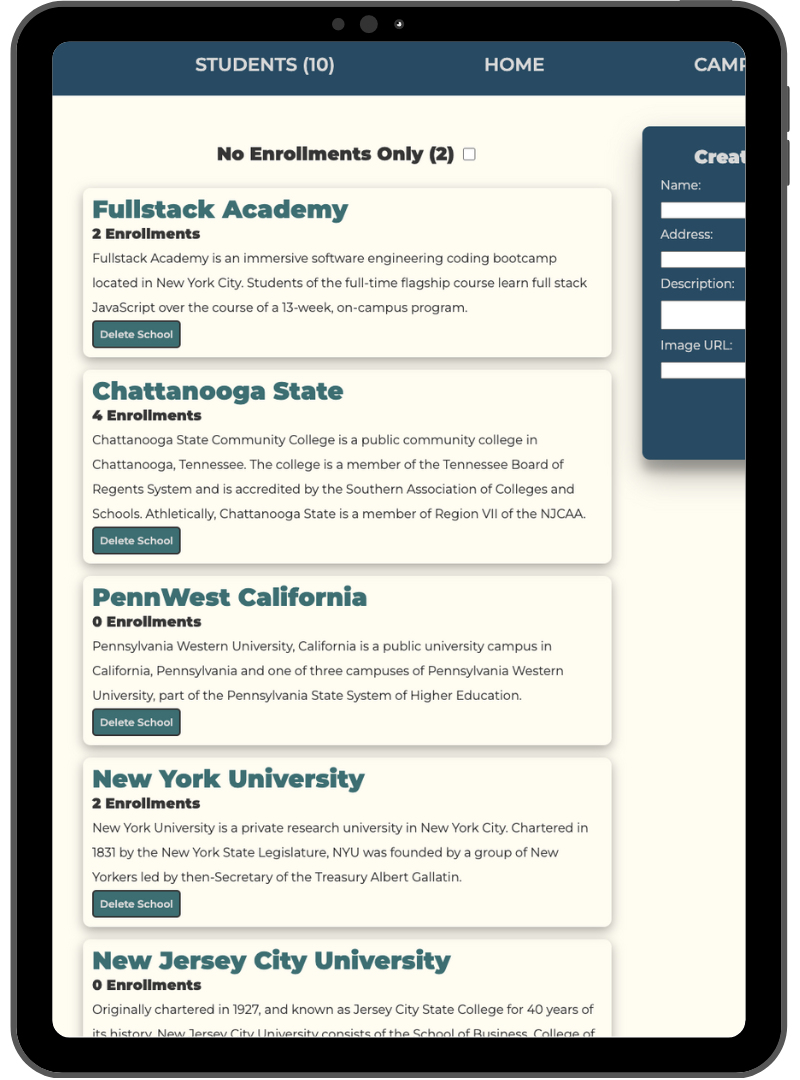 STUDENTS (10) HOME
No Enrollments Only (2)
Fullstack Academy
2 Enrollments
Fullstack Academy is an immersive software engineering coding bootcamp
located in New York City. Students of the full-time flagship course learn full stack
JavaScript over the course of a 13-week, on-campus program.
Delete School
Chattanooga State
4 Enrollments
Chattanooga State Community College is a public community college in
Chattanooga, Tennessee. The college is a member of the Tennessee Board of
Regents System and is accredited by the Southern Association of Colleges and
Schools. Athletically, Chattanooga State is a member of Region VII of the NJCAA.
Delete School
PennWest California
0 Enrollments
Pennsylvania Western University, California is a public university campus in
California, Pennsylvania and one of three campuses of Pennsylvania Western
University, part of the Pennsylvania State System of Higher Education.
Delete School
New York University
2 Enrollments
New York University is a private research university in New York City. Chartered in
1831 by the New York State Legislature, NYU was founded by a group of New
Yorkers led by then-Secretary of the Treasury Albert Gallatin.
Delete School
New Jersey City University
0 Enrollments
Originally chartered in 1927, and known as Jersey City State College for 40 years of
its history, New Jersey City University consists of the School of Business, College of
Name:
Address:
Description:
Image URL: